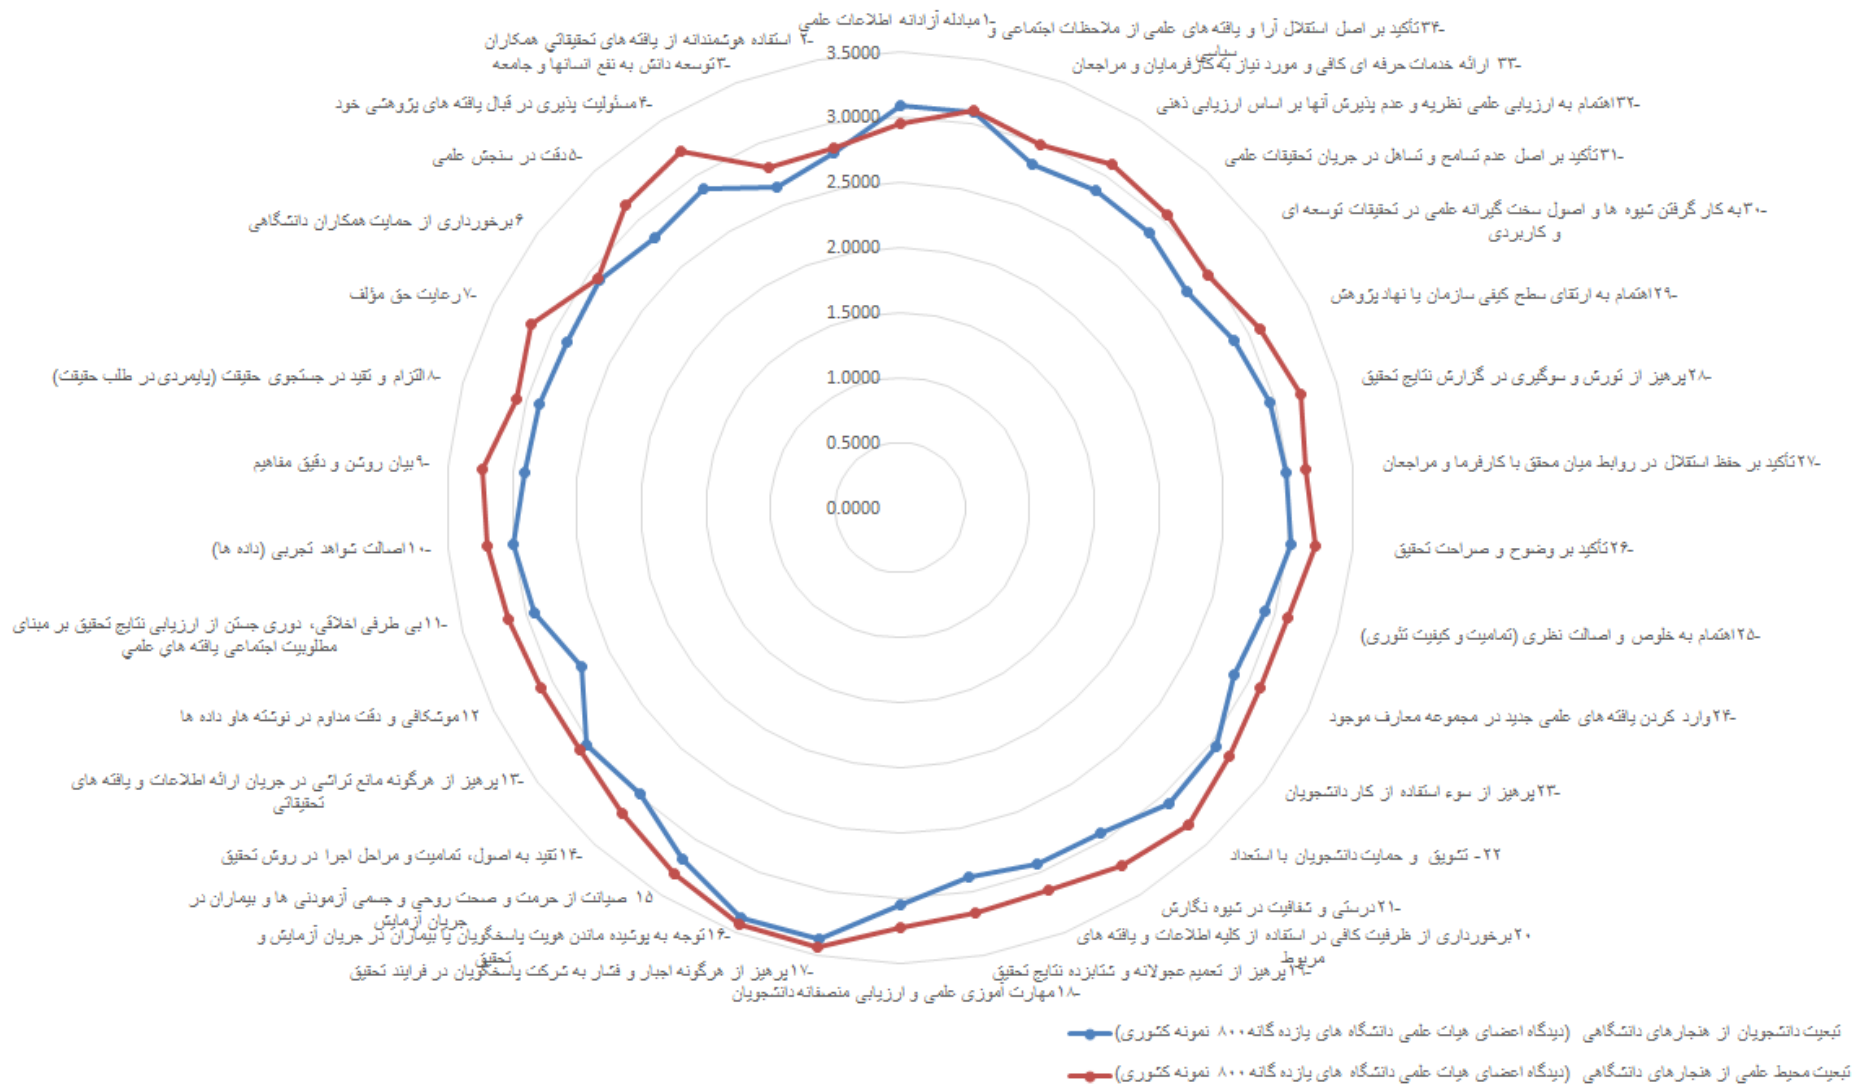 ۱-مبادله آزادانه اطلاعات علمي
۲- استفاده هوشمندانه از یافته های تحقیقاتي همکاران
۳-توسعه دانش به نفع انسانها و جامعه
۴-مسئولیت پذیری در قبال یافته های پژوهشی خود
۵-دقت در سنجش علمی
۶برخورداری از حمایت همکاران دانشگاهی
۷-رعایت حق مؤلف
۸-التزام و تقید در جستجوی حقیقت (پایمردی در طلب حقیقت)
۹-بیان روشن و دقیق مفاهیم
۱۰-اصالت شواهد تجربی (داده ها)
۱۱-بی طرفی اخلاقی، دوری جستن از ارزیابی نتایج تحقیق بر مبنای
مطلوبیت اجتماعی یافته هاي علمي
۱۲موشکافی و دقت مداوم در نوشته هاو داده ها
۱۳-پرهیز از هرگونه مانع تراشی در جریان ارائه اطلاعات و یافته های
تحقیقاتی
۱۴-تقید به اصول، تمامیت و مراحل اجرا در روش تحقیق
۱۵ صیانت از حرمت و صحت روحی و جسمی آزمودنی ها و بیماران در
جریان آزمایش
۱۶-توجه به پوشیده ماندن هویت پاسخگویان یا بیماران در جریان آزمایش و
تحقیق
۱۷-پرهیز از هرگونه اجبار و فشار به شرکت پاسخگویان در فرایند تحقیق
۱۸-مهارت آموزی علمی و ارزیابی منصفانه دانشجویان
۱۹-پرهیز از تعمیم عجولانه و شتابزده نتایج تحقیق
۲۰برخورداری از ظرفیت کافی در استفاده از کلیه اطلاعات و یافته های
مربوط
۲۱-درستی و شفافیت در شیوه نگارش
۲۲- تشویق و حمایت دانشجویان با استعداد
۲۳-پرهیز از سوء استفاده از کار دانشجویان
۲۴-وارد کردن یافته های علمی جدید در مجموعه معارف موجود
۲۵-اهتمام به خلوص و اصالت نظری (تمامیت و کیفیت تئوری)
۲۶-تأکید بر وضوح و صراحت تحقیق
۲۷-تأکید بر حفظ استقلال در روابط میان محقق با کارفرما و مراجعان
۲۸-پرهیز از تورش و سوگیری در گزارش نتایج تحقیق
۲۹-اهتمام به ارتقای سطح کیفی سازمان یا نهاد پژوهش
۳۰-به کار گرفتن شیوه ها و اصول سخت گیرانه علمی در تحقیقات توسعه ای
و کاربردی
۳۱-تأکید بر اصل عدم تسامح و تساهل در جریان تحقیقات علمی
۳۲-اهتمام به ارزیابی علمی نظریه و عدم پذیرش آنها بر اساس ارزیابی ذهنی
۳۳- ارائه خدمات حرفه ای کافی و مورد نیاز به کارفرمایان و مراجعان
۳۴-تأکید بر اصل استقلال آرا و یافته های علمی از ملاحظات اجتماعی و
سیاسی
3.5000
3.0000
2.5000
2.0000
1.5000
1.0000
0.5000
0.0000
تبعیت دانشجویان از هنجارهای دانشگاهی (دیدگاه اعضای هیات علمی دانشگاه های یازده گانه ۸۰۰ نمونه کشوری)
تبعیت محیط علمی از هنجارهای دانشگاهی (دیدگاه اعضای هیات علمی دانشگاه های یازده گانه ۸۰۰ نمونه کشوری)